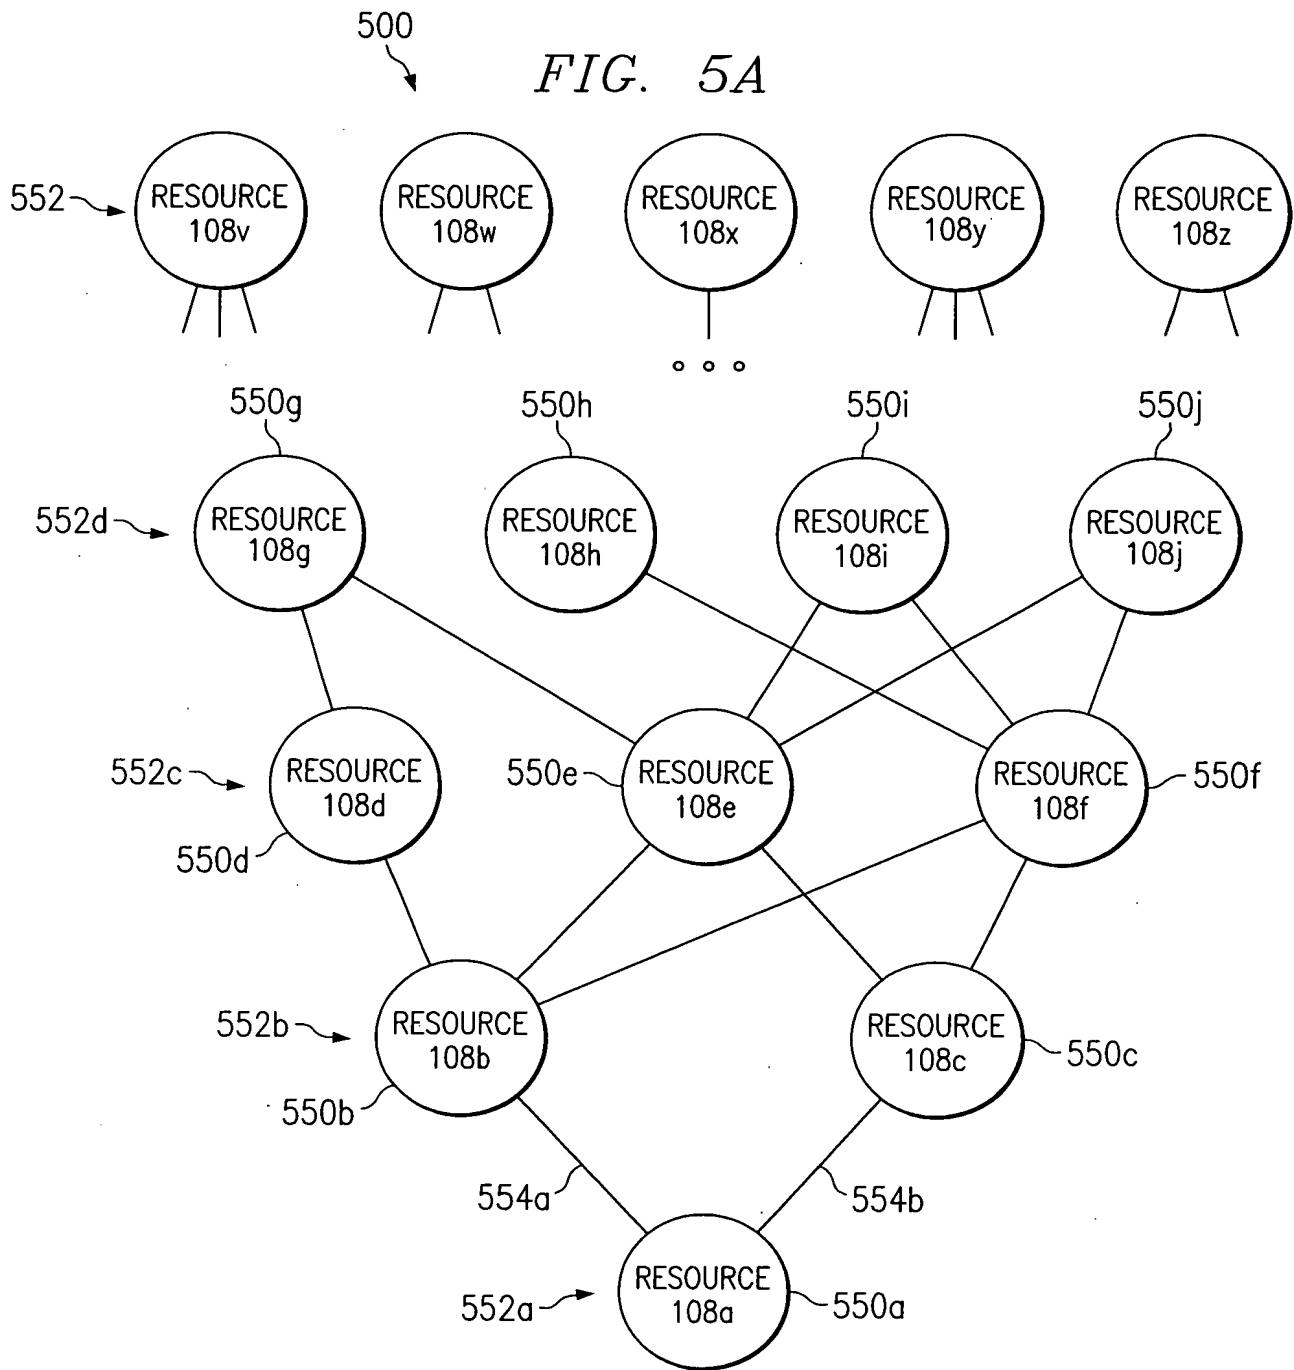 500
FIG. 5A
552
RESOURCE
108v
RESOURCE
108w
RESOURCE
108x
RESOURCE
108y
RESOURCE
108z
550g
550h
550i
550j
552d
RESOURCE
108g
RESOURCE
108h
RESOURCE
108i
RESOURCE
108j
552c
RESOURCE
108d
550d
550e
RESOURCE
108e
RESOURCE
108f
550f
552b
RESOURCE
108b
550b
RESOURCE
108c
550c
554a
554b
552a
RESOURCE
108a
550a